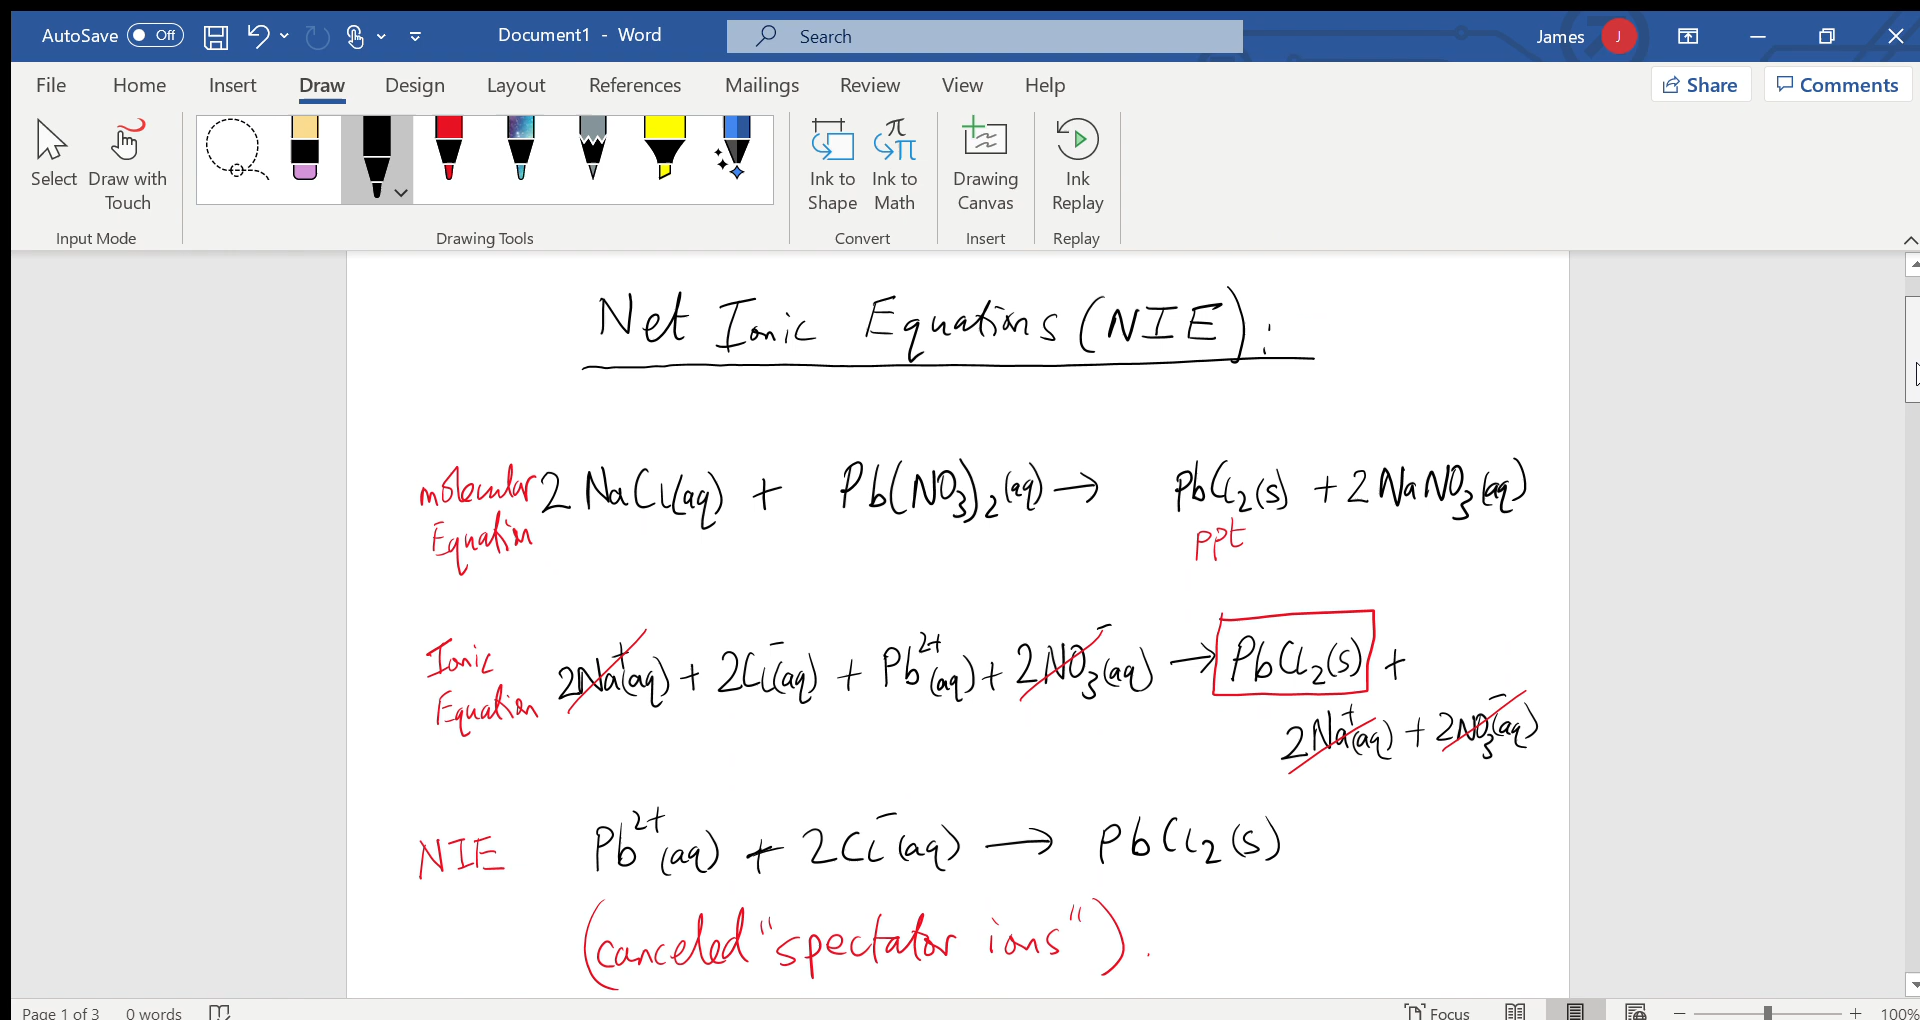 AutoSave Off Document1 - Word Search James J
File Home Insert Draw Design Layout References Mailings Review View Help Share Comments
Select Draw with Touch Ink to Shape Ink to Math Drawing Canvas Ink Replay
Input Mode Drawing Tools Convert Insert Replay
Net Ionic Equations (NIE):
molecular Equation 2 NaCl(aq) + Pb(NO₃)₂(aq) → PbCl₂(s) + 2 NaNO₃(aq)
ppt
Ionic Equation 2Na⁺(aq) + 2Cl⁻(aq) + Pb²⁺(aq) + 2NO₃⁻(aq) → PbCl₂(s) +
2Na⁺(aq) + 2NO₃⁻(aq)
NIE Pb²⁺(aq) + 2Cl⁻(aq) → PbCl₂(s)
(canceled "spectator ions").
Page 1 of 3 0 words Focus 100%